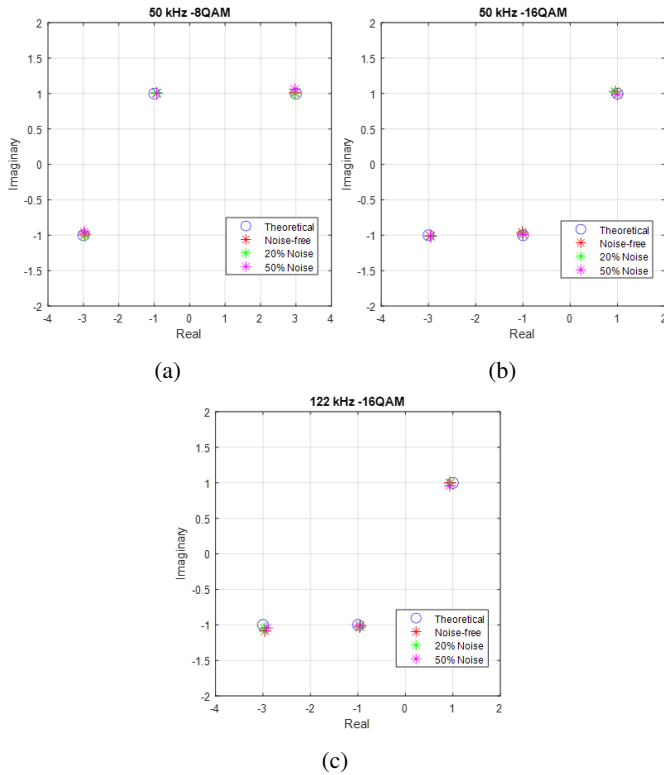 50 kHz -8QAM
2
1.5
1
0.5
0
-0.5
-1
-1.5
-2
Imaginary
-4 -3 -2 -1 0 1 2 3 4
Real
Theoretical
Noise-free
20% Noise
50% Noise
(a)
50 kHz -16QAM
2
1.5
1
0.5
0
-0.5
-1
-1.5
-2
Imaginary
-4 -3 -2 -1 0 1 2
Real
Theoretical
Noise-free
20% Noise
50% Noise
(b)
122 kHz -16QAM
2
1.5
1
0.5
0
-0.5
-1
-1.5
-2
Imaginary
-4 -3 -2 -1 0 1 2
Real
Theoretical
Noise-free
20% Noise
50% Noise
(c)